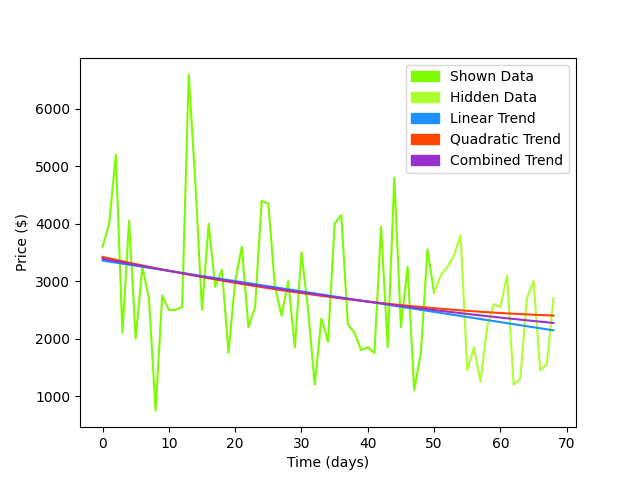 Shown Data
Hidden Data
Linear Trend
Quadratic Trend
Combined Trend
6000
5000
4000
3000
2000
1000
Price ($)
0 10 20 30 40 50 60 70
Time (days)